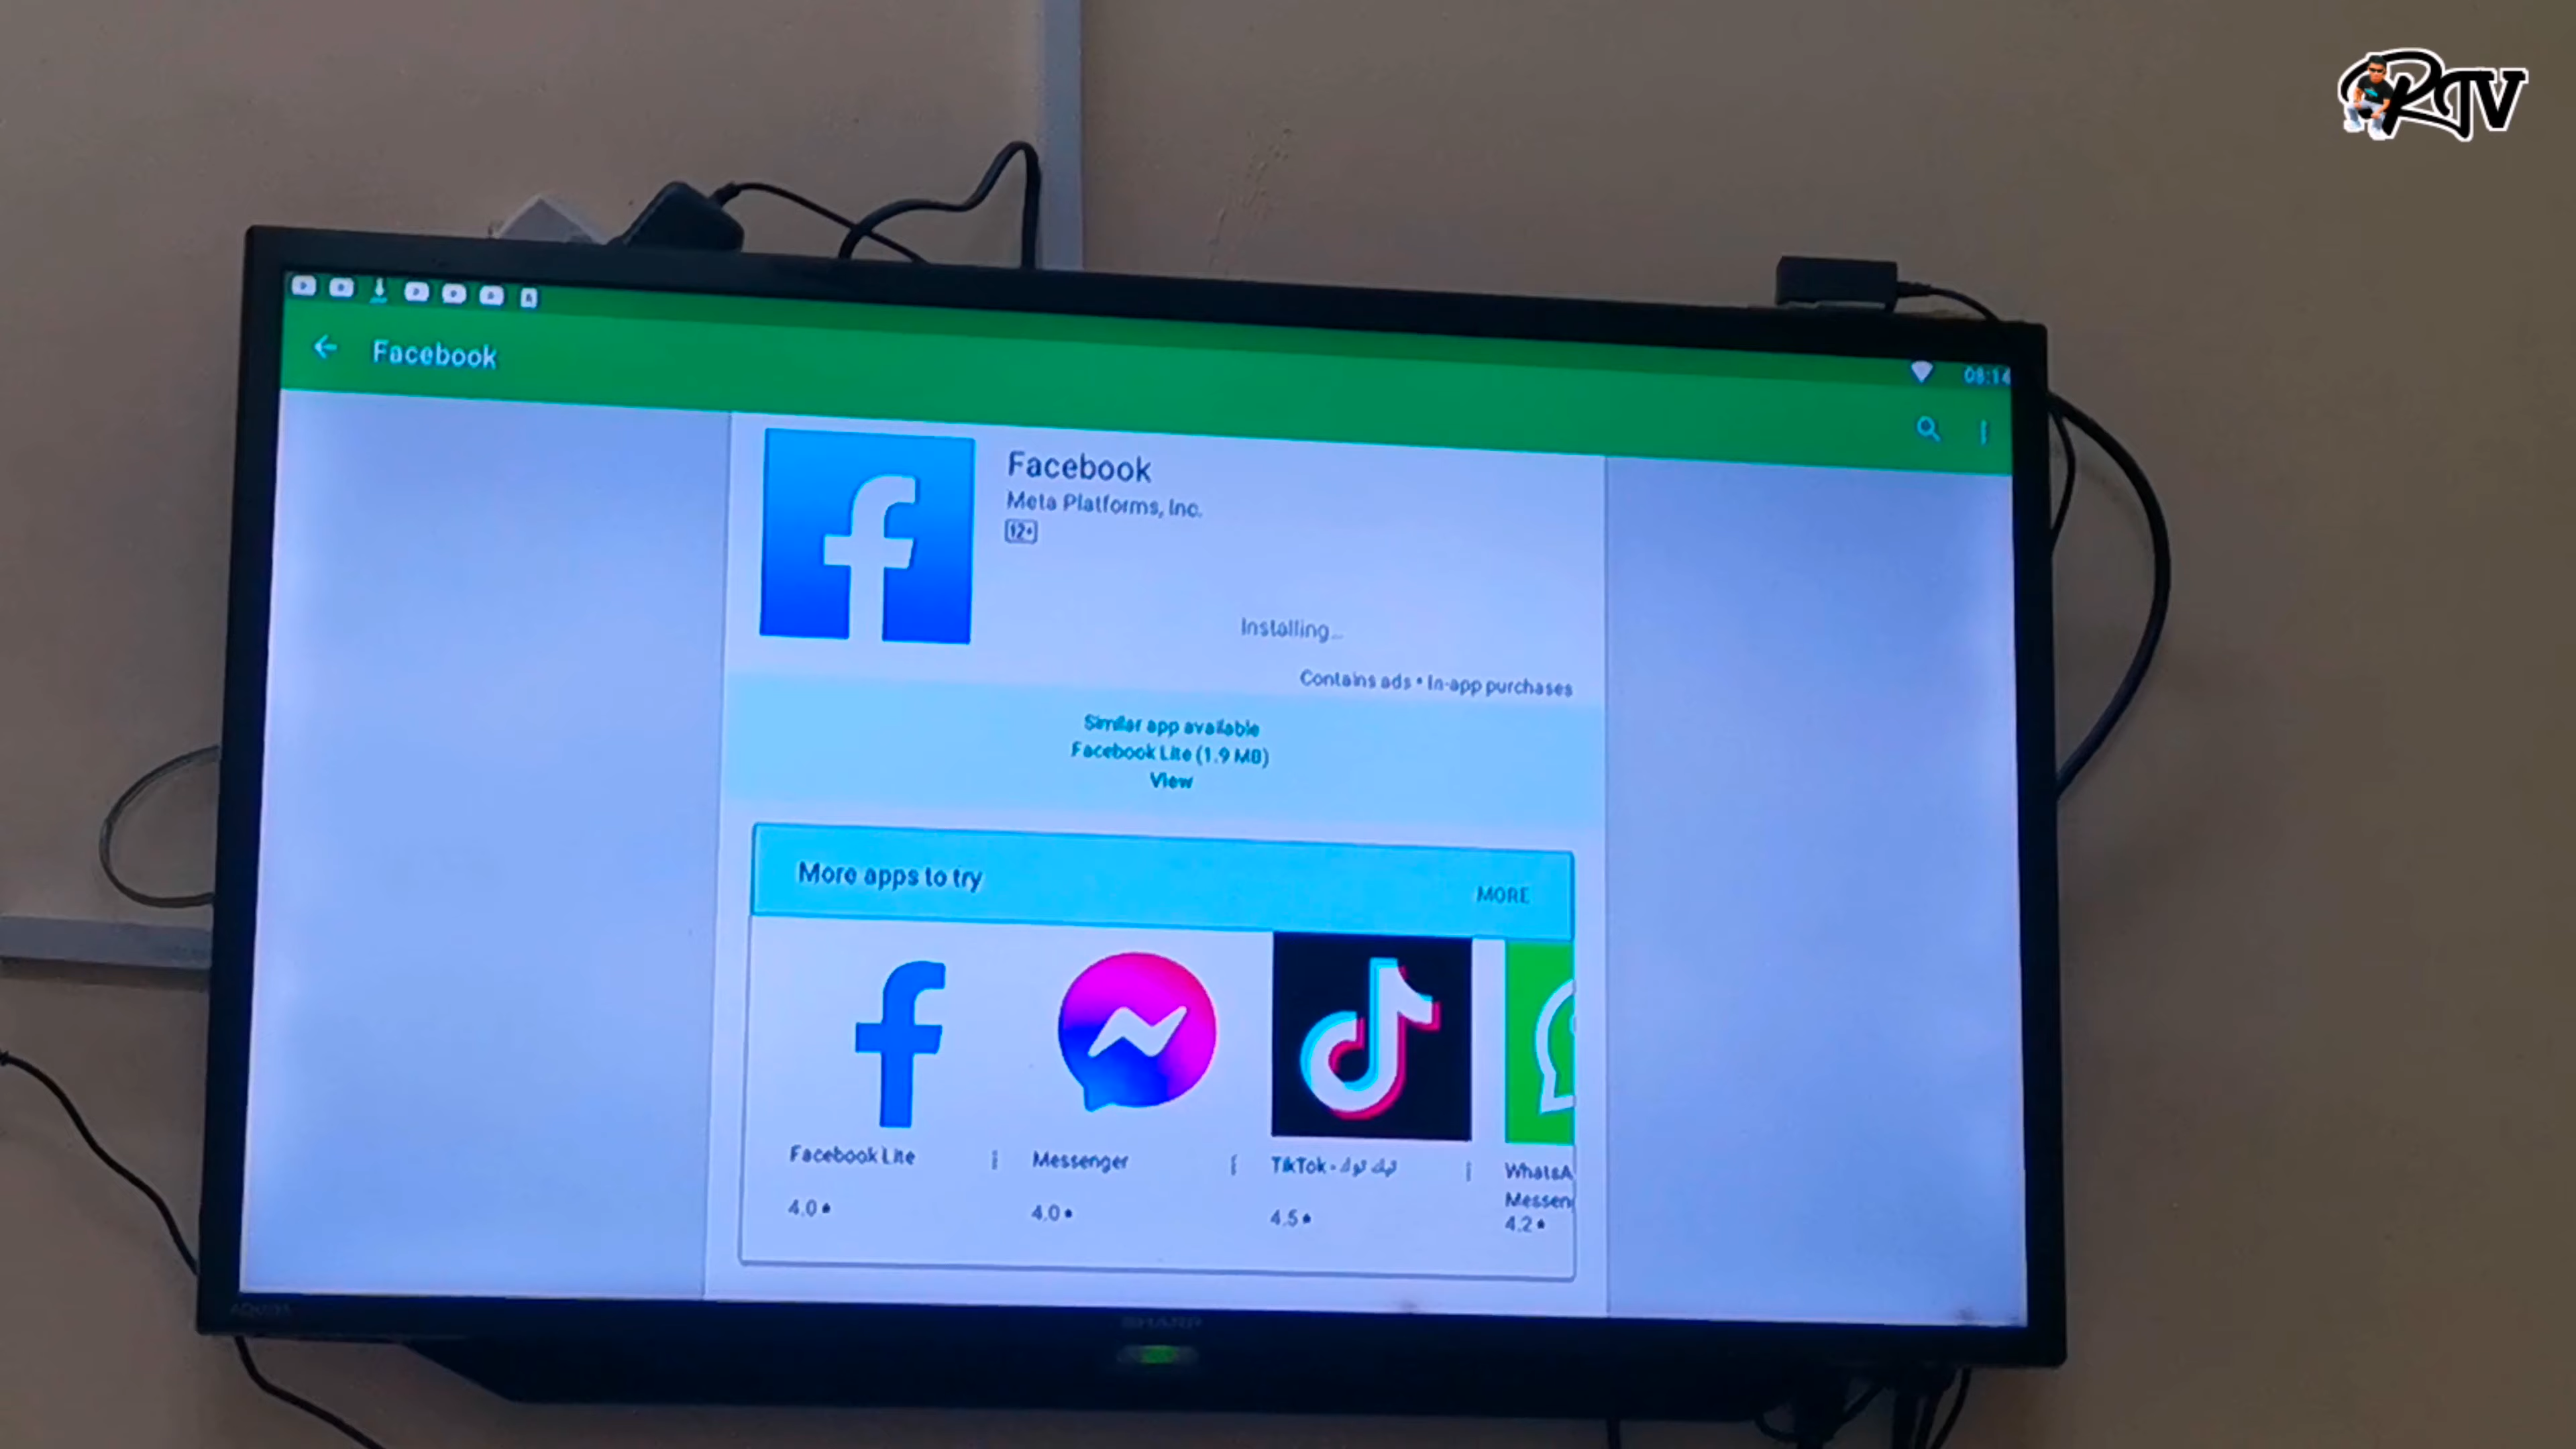 RTV
08:14
Facebook
Facebook
Meta Platforms, Inc.
12+
Installing...
Contains ads • In-app purchases
Similar app available
Facebook Lite (1.9 MB)
View
More apps to try
MORE
Facebook Lite
4.0
Messenger
4.0
TikTok - تيك توك
4.5
WhatsA
Messen
4.2
AQUOS
SHARP